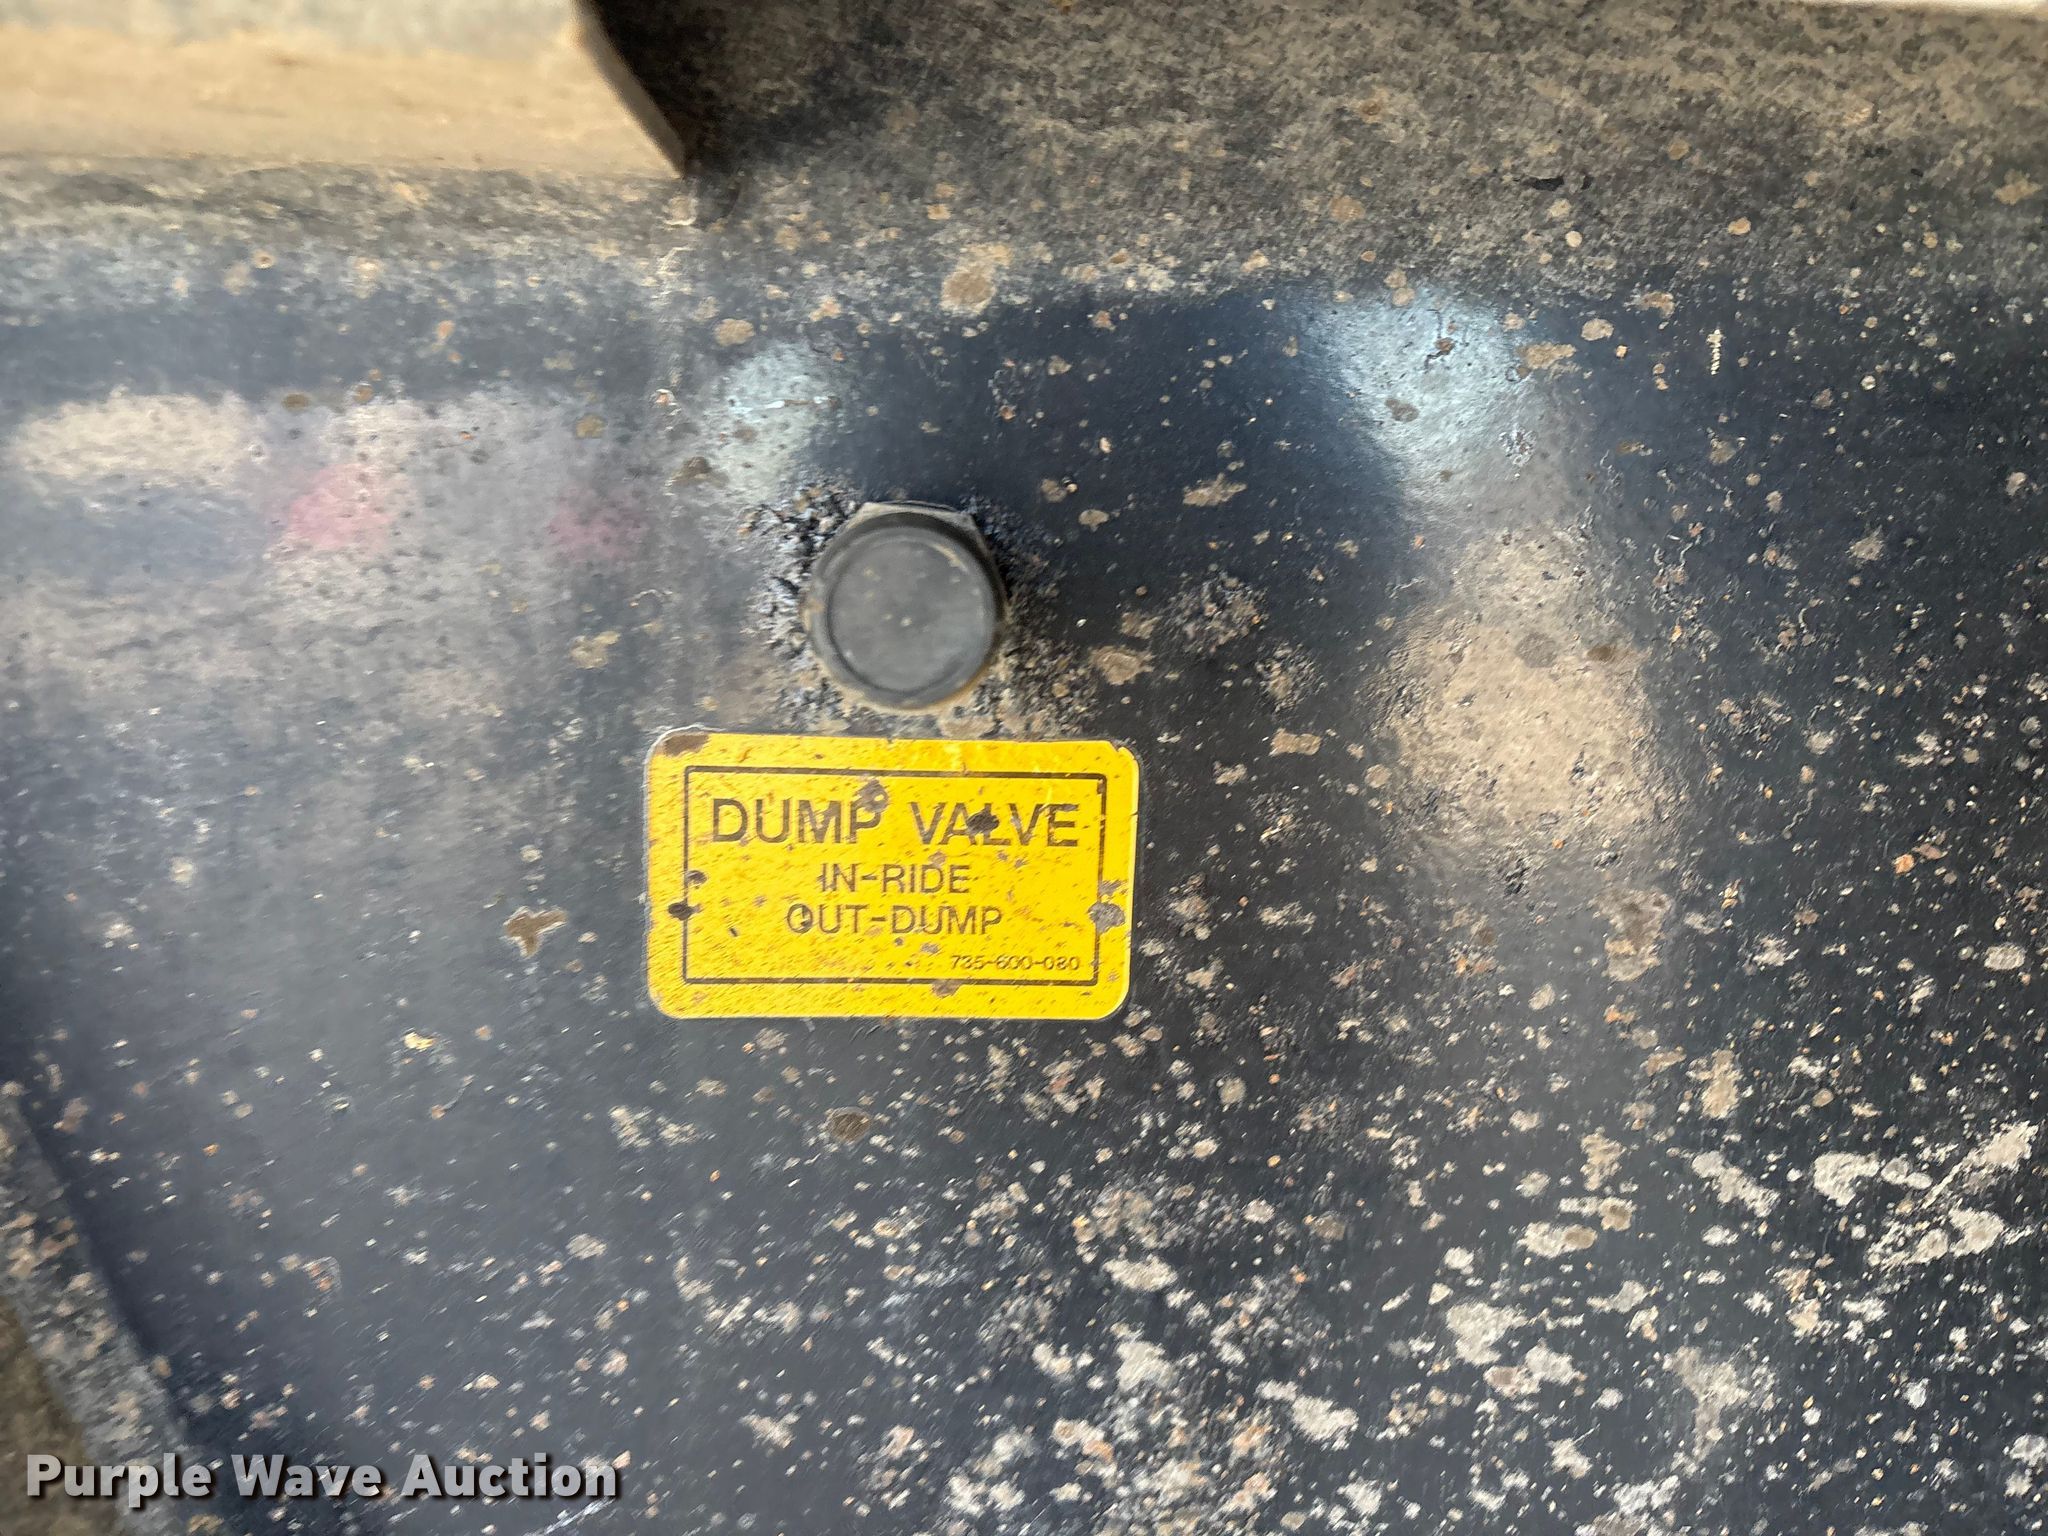 DUMP VALVE
IN-RIDE
OUT-DUMP
735-600-080
Purple Wave Auction